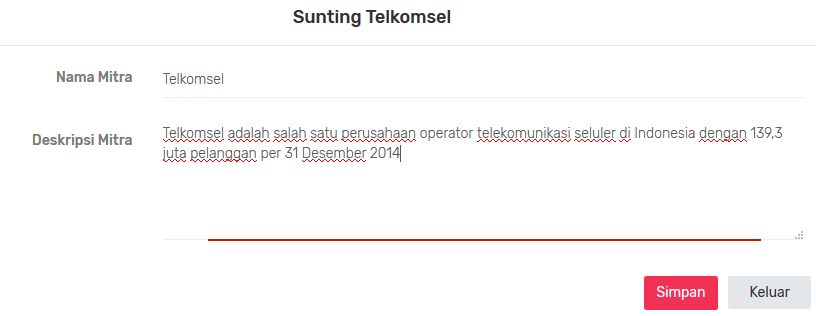 Sunting Telkomsel
Nama Mitra
Telkomsel
Deskripsi Mitra
Telkomsel adalah salah satu perusahaan operator telekomunikasi seluler di Indonesia dengan 139,3
juta pelanggan per 31 Desember 2014
Simpan
Keluar